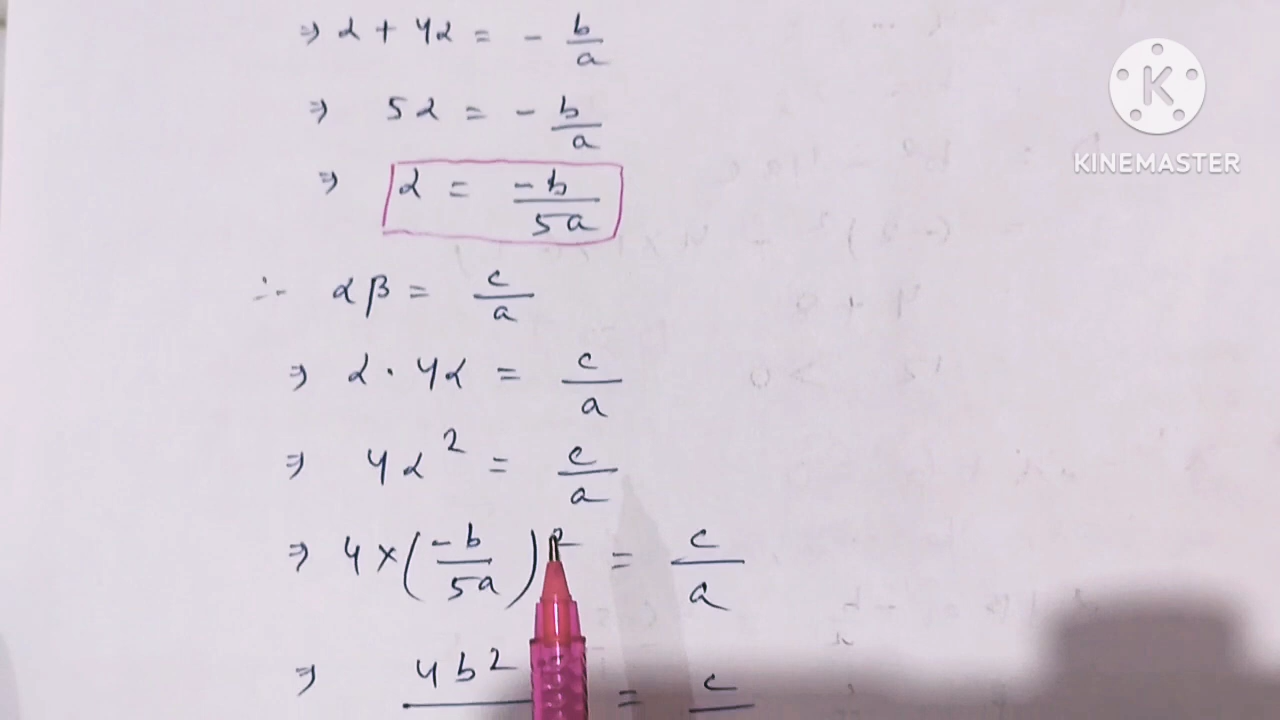 ⇒ α + 4α = - b/a
⇒ 5α = - b/a
⇒ α = -b/5a
∴ αβ = c/a
⇒ α · 4α = c/a
⇒ 4α² = c/a
⇒ 4 × (-b/5a)² = c/a
⇒ 4b² = c
K
KINEMASTER